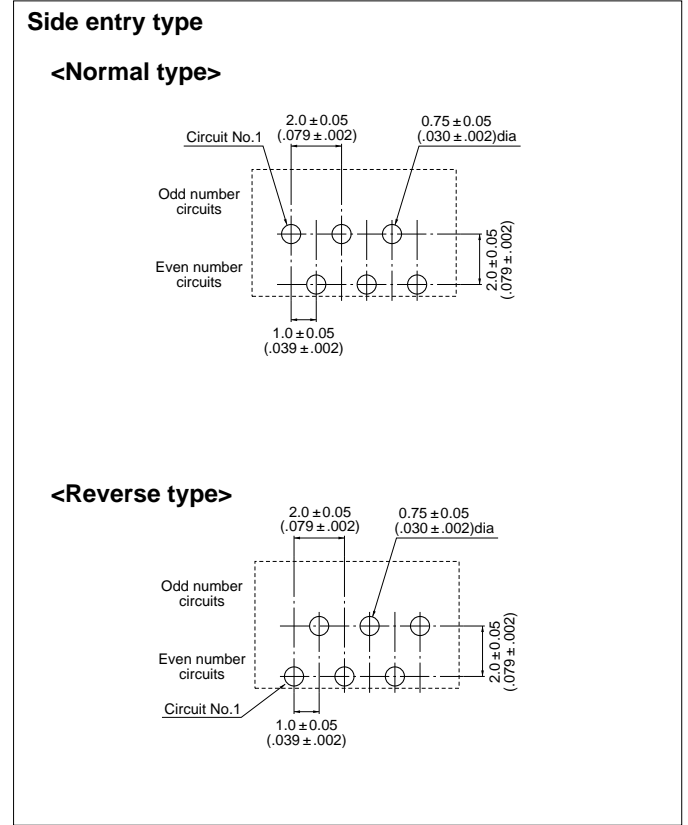 Side entry type
<Normal type>
2.0±0.05
(.079±.002)
0.75±0.05
(.030±.002)dia
Circuit No.1
Odd number
circuits
Even number
circuits
2.0±0.05
(.079±.002)
1.0±0.05
(.039±.002)
<Reverse type>
2.0±0.05
(.079±.002)
0.75±0.05
(.030±.002)dia
Odd number
circuits
Even number
circuits
2.0±0.05
(.079±.002)
Circuit No.1
1.0±0.05
(.039±.002)